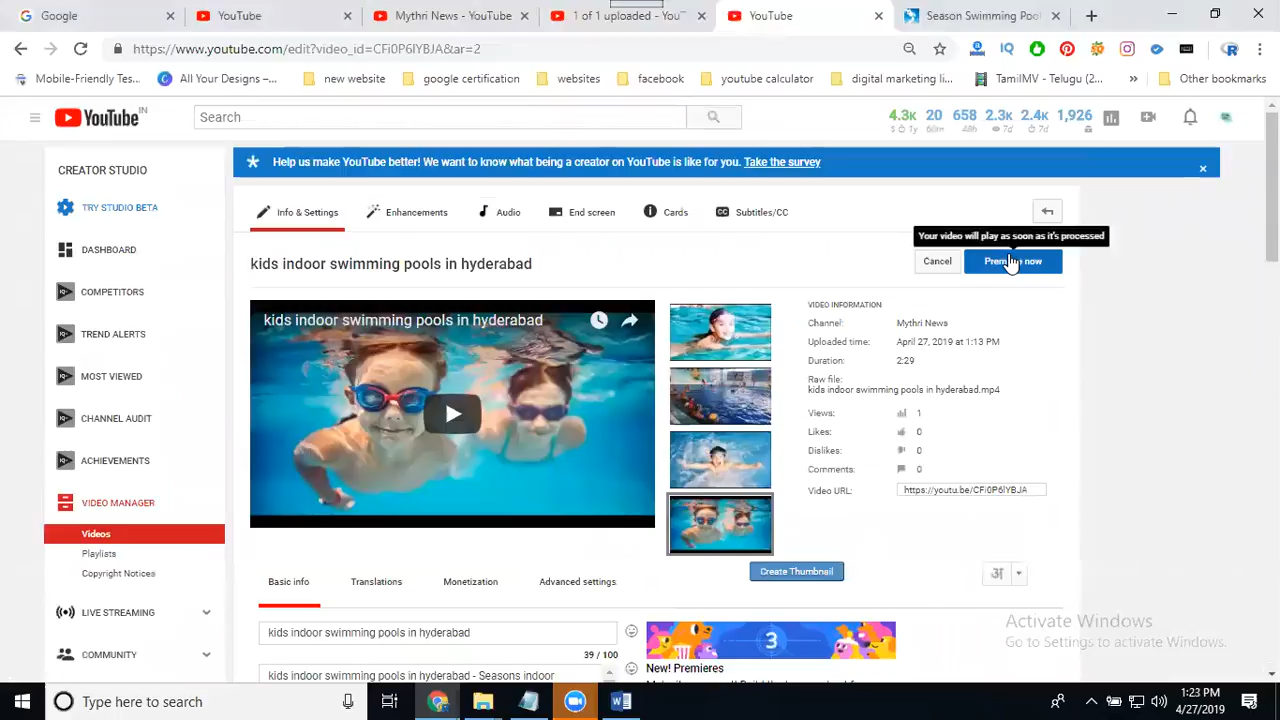 Google
YouTube
Mythri News - YouTube
1 of 1 uploaded - You
YouTube
Season Swimming Poo
https://www.youtube.com/edit?video_id=CFi0P6lYBJA&ar=2
Mobile-Friendly Tes...
All Your Designs –...
new website
google certification
websites
facebook
youtube calculator
digital marketing li...
TamilMV - Telugu (2...
Other bookmarks
YouTube IN
Search
4.3K 20 658 2.3K 2.4K 1,926
60m 48h 7d 7d
CREATOR STUDIO
Help us make YouTube better! We want to know what being a creator on YouTube is like for you. Take the survey
TRY STUDIO BETA
DASHBOARD
COMPETITORS
TREND ALERTS
MOST VIEWED
CHANNEL AUDIT
ACHIEVEMENTS
VIDEO MANAGER
Videos
Playlists
Copyright Notices
LIVE STREAMING
COMMUNITY
Info & Settings
Enhancements
Audio
End screen
Cards
CC Subtitles/CC
Your video will play as soon as it's processed
kids indoor swimming pools in hyderabad
Cancel
now
kids indoor swimming pools in hyderabad
VIDEO INFORMATION
Channel: Mythri News
Uploaded time: April 27, 2019 at 1:13 PM
Duration: 2:29
Raw file:
kids indoor swimming pools in hyderabad.mp4
Views: 1
Likes: 0
Dislikes: 0
Comments: 0
Video URL: https://youtu.be/CFi0P6lYBJA
Create Thumbnail
अ
Basic info
Translations
Monetization
Advanced settings
kids indoor swimming pools in hyderabad
39 / 100
kids indoor swimming pools in hyderabad - Seasons indoor
3
New! Premieres
Activate Windows
Go to Settings to activate Windows.
Type here to search
1:23 PM
4/27/2019